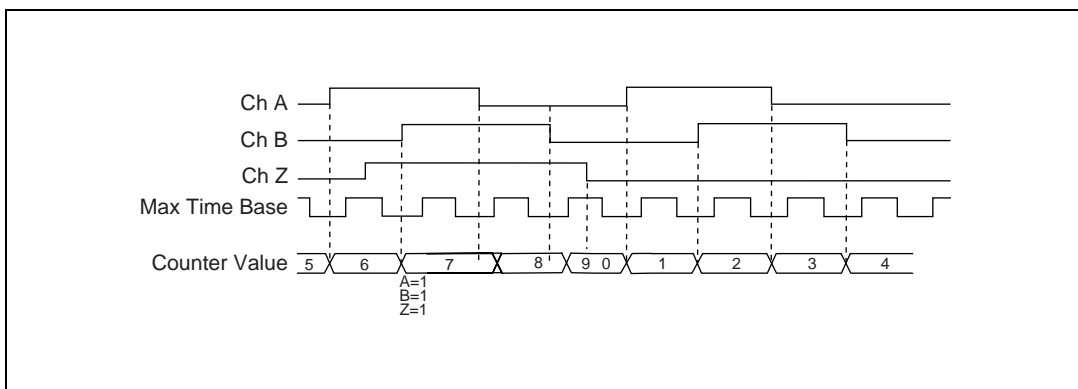 Ch A
Ch B
Ch Z
Max Time Base
Counter Value 5 6 7 8 9 0 1 2 3 4
A=1
B=1
Z=1